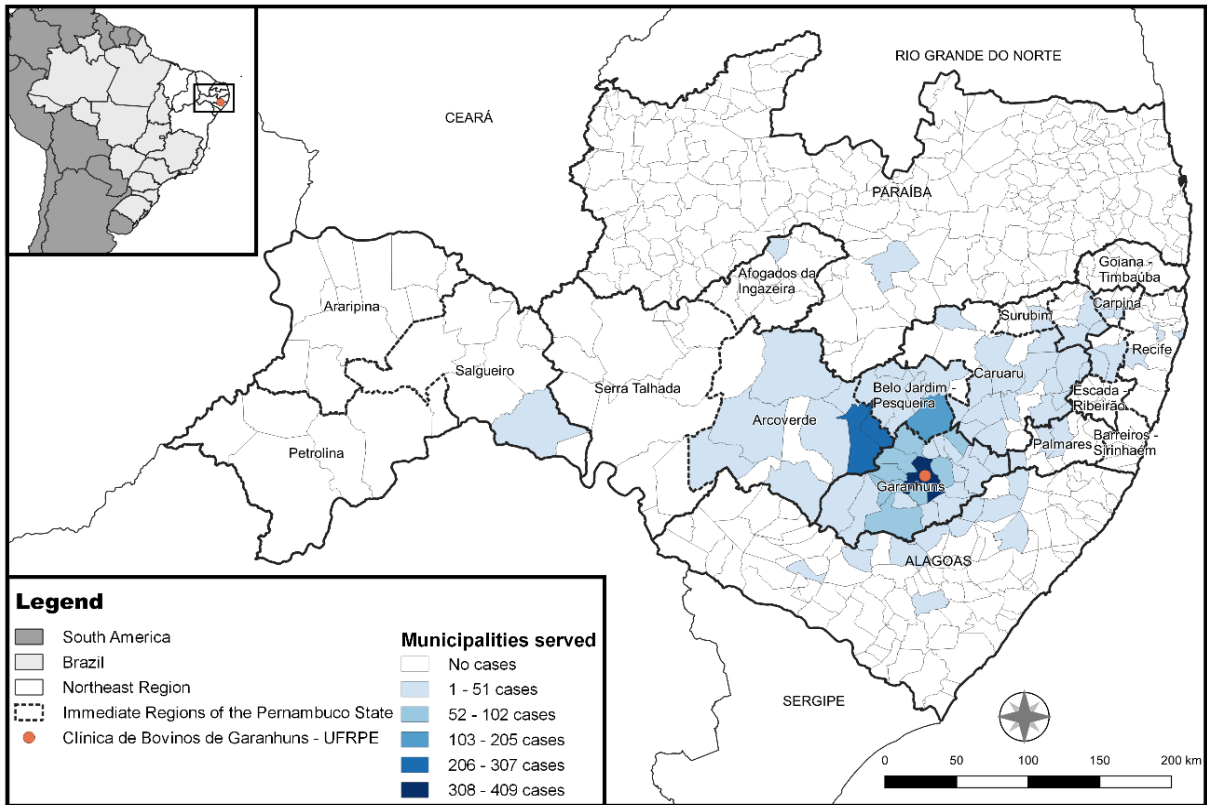 RIO GRANDE DO NORTE
CEARÁ
PARAÍBA
Afogados da
Ingazeira
Goiana -
Timbaúba
Araripina
Surubim
Carpina
Recife
Salgueiro
Serra Talhada
Belo Jardim
Pesqueira
Caruaru
Escada
Ribeirão
Arcoverde
Petrolina
Palmares
Barreiros -
Sirinhaém
Garanhuns
ALAGOAS
SERGIPE
Legend
South America
Brazil
Northeast Region
Immediate Regions of the Pernambuco State
Clínica de Bovinos de Garanhuns - UFRPE
Municipalities served
No cases
1 - 51 cases
52 - 102 cases
103 - 205 cases
206 - 307 cases
308 - 409 cases
0 50 100 150 200 km